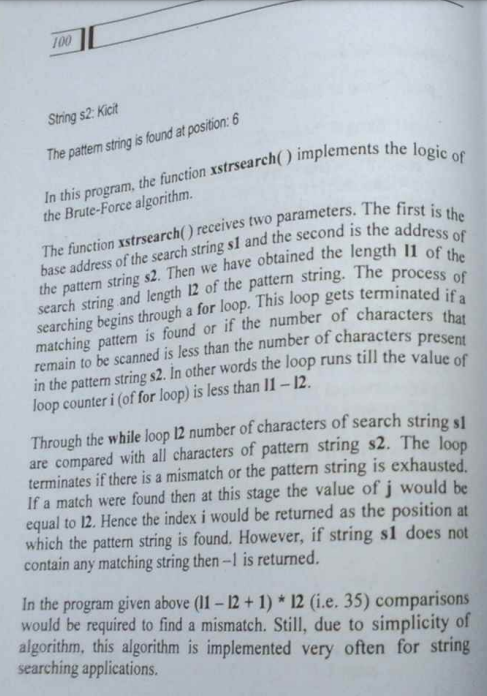 100
String s2: Kicit
The pattern string is found at position: 6
In this program, the function xstrsearch( ) implements the logic of
the Brute-Force algorithm.
The function xstrsearch( ) receives two parameters. The first is the
base address of the search string s1 and the second is the address of
the pattern string s2. Then we have obtained the length l1 of the
search string and length l2 of the pattern string. The process of
searching begins through a for loop. This loop gets terminated if a
matching pattern is found or if the number of characters that
remain to be scanned is less than the number of characters present
in the pattern string s2. In other words the loop runs till the value of
loop counter i (of for loop) is less than l1 – l2.
Through the while loop l2 number of characters of search string s1
are compared with all characters of pattern string s2. The loop
terminates if there is a mismatch or the pattern string is exhausted.
If a match were found then at this stage the value of j would be
equal to l2. Hence the index i would be returned as the position at
which the pattern string is found. However, if string s1 does not
contain any matching string then –1 is returned.
In the program given above (l1 – l2 + 1) * l2 (i.e. 35) comparisons
would be required to find a mismatch. Still, due to simplicity of
algorithm, this algorithm is implemented very often for string
searching applications.